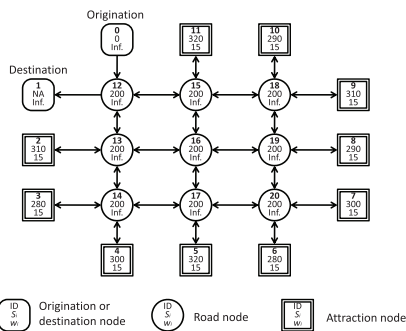 Origination
0
0
Inf.
11
320
15
10
290
15
Destination
1
NA
Inf.
12
200
Inf.
15
200
Inf.
18
200
Inf.
9
310
15
2
310
15
13
200
Inf.
16
200
Inf.
19
200
Inf.
8
290
15
3
280
15
14
200
Inf.
17
200
Inf.
20
200
Inf.
7
300
15
4
300
15
5
320
15
6
280
15
ID
Si
wi
Origination or
destination node
ID
Si
wi
Road node
ID
Si
wi
Attraction node